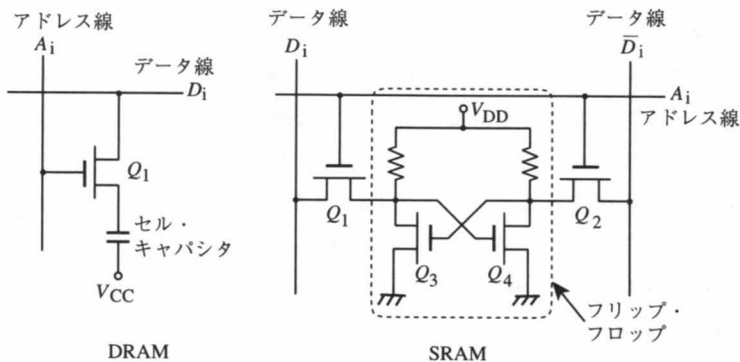 アドレス線
A_i
データ線
D_i
Q_1
セル・
キャパシタ
V_CC
DRAM
データ線
D_i
データ線
D̅_i
V_DD
A_i
アドレス線
Q_1
Q_2
Q_3
Q_4
フリップ・
フロップ
SRAM